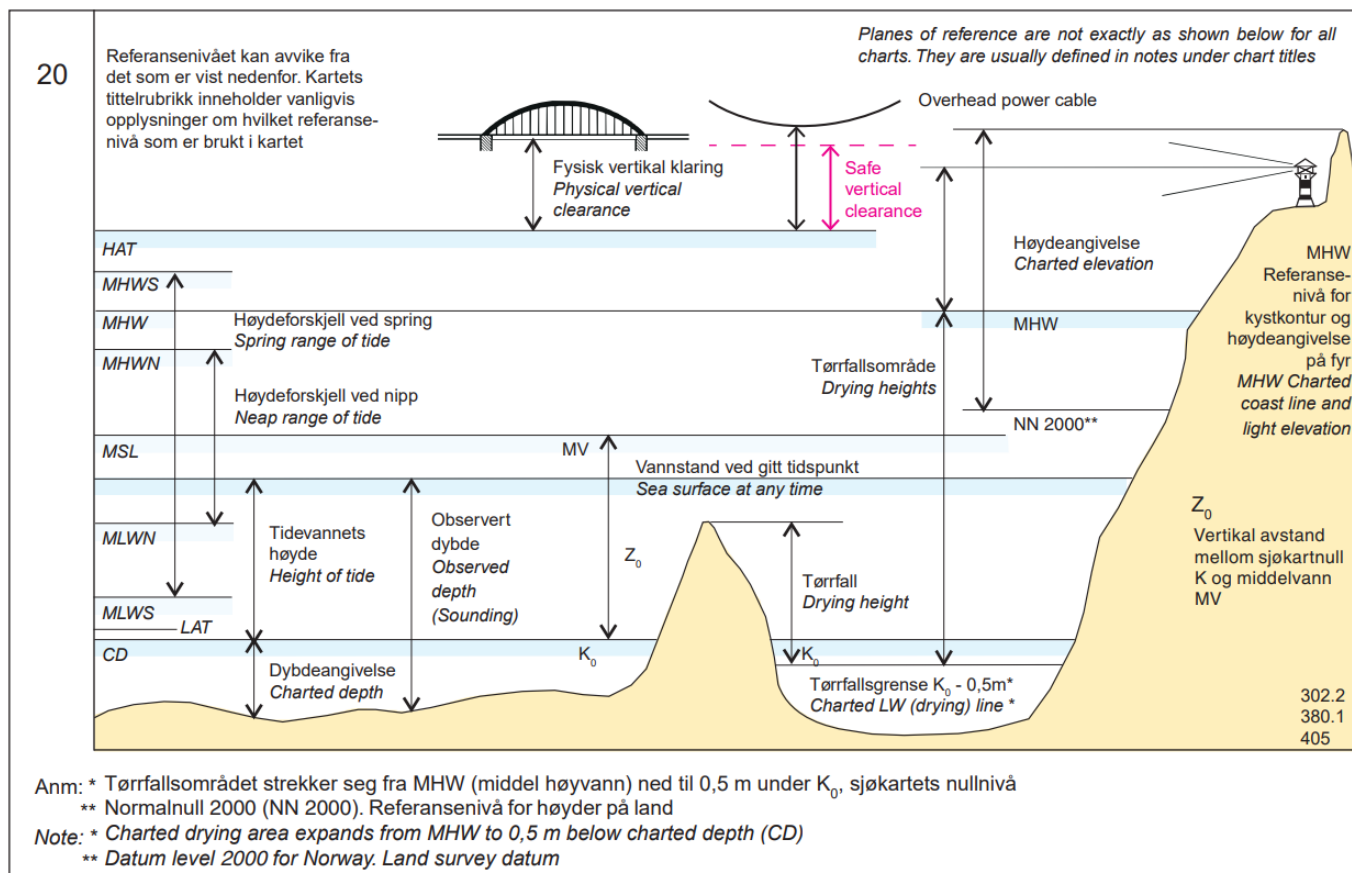 20
Referansenivået kan avvike fra
det som er vist nedenfor. Kartets
tittelrubrikk inneholder vanligvis
opplysninger om hvilket referanse-
nivå som er brukt i kartet
Planes of reference are not exactly as shown below for all
charts. They are usually defined in notes under chart titles
Overhead power cable
Fysisk vertikal klaring
Physical vertical
clearance
Safe
vertical
clearance
HAT
MHWS
MHW
MHWN
MSL
MLWN
MLWS
LAT
CD
Høydeforskjell ved spring
Spring range of tide
Høydeforskjell ved nipp
Neap range of tide
Høydeangivelse
Charted elevation
MHW
Tørrfallsområde
Drying heights
NN 2000**
MV
Vannstand ved gitt tidspunkt
Sea surface at any time
Tidevannets
høyde
Height of tide
Observert
dybde
Observed
depth
(Sounding)
Z₀
Tørrfall
Drying height
K₀
K₀
Dybdeangivelse
Charted depth
Tørrfallsgrense K₀ - 0,5m*
Charted LW (drying) line *
MHW
Referanse-
nivå for
kystkontur og
høydeangivelse
på fyr
MHW Charted
coast line and
light elevation
Z₀
Vertikal avstand
mellom sjøkartnull
K og middelvann
MV
302.2
380.1
405
Anm: * Tørrfallsområdet strekker seg fra MHW (middel høyvann) ned til 0,5 m under K₀, sjøkartets nullnivå
** Normalnull 2000 (NN 2000). Referansenivå for høyder på land
Note: * Charted drying area expands from MHW to 0,5 m below charted depth (CD)
** Datum level 2000 for Norway. Land survey datum